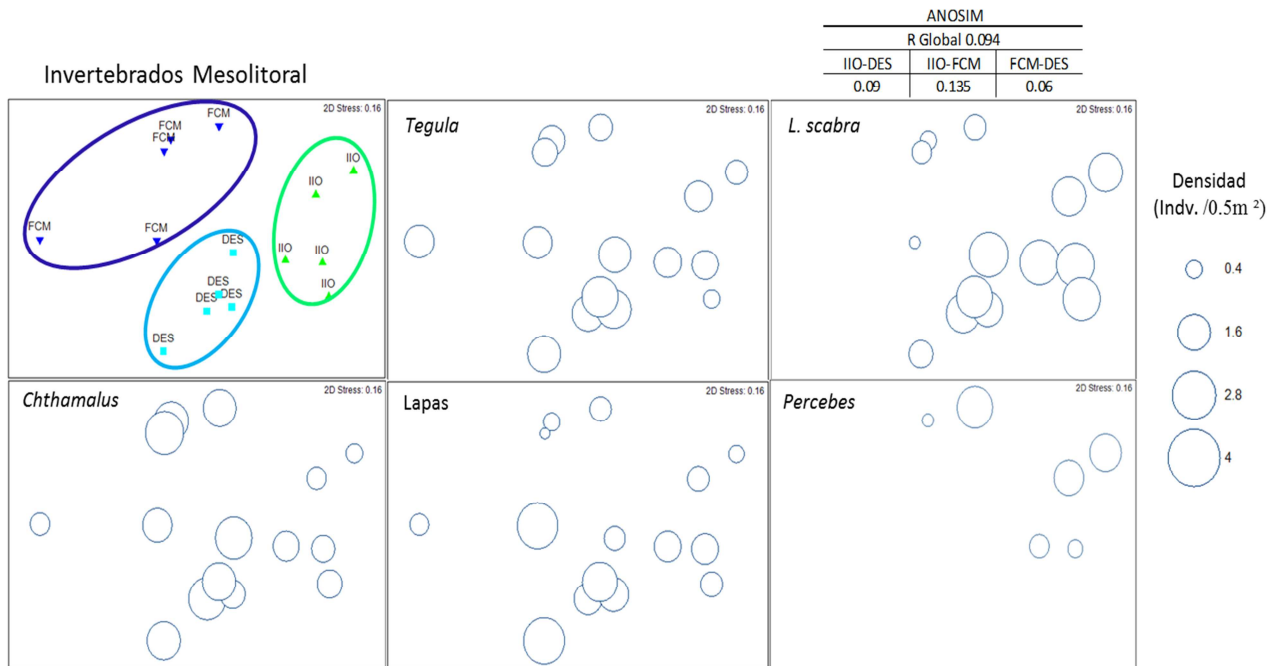 ANOSIM
R Global 0.094
IIO-DES IIO-FCM FCM-DES
0.09 0.135 0.06
Invertebrados Mesolitoral
2D Stress: 0.16
FCM
FCM
FCM
FCM
FCM
IIO
IIO
IIO
IIO
IIO
DES
DES
DES
DES
DES
Tegula
2D Stress: 0.16
L. scabra
2D Stress: 0.16
Densidad
(Indv. /0.5m ²)
0.4
1.6
2.8
4
Chthamalus
2D Stress: 0.16
Lapas
2D Stress: 0.16
Percebes
2D Stress: 0.16